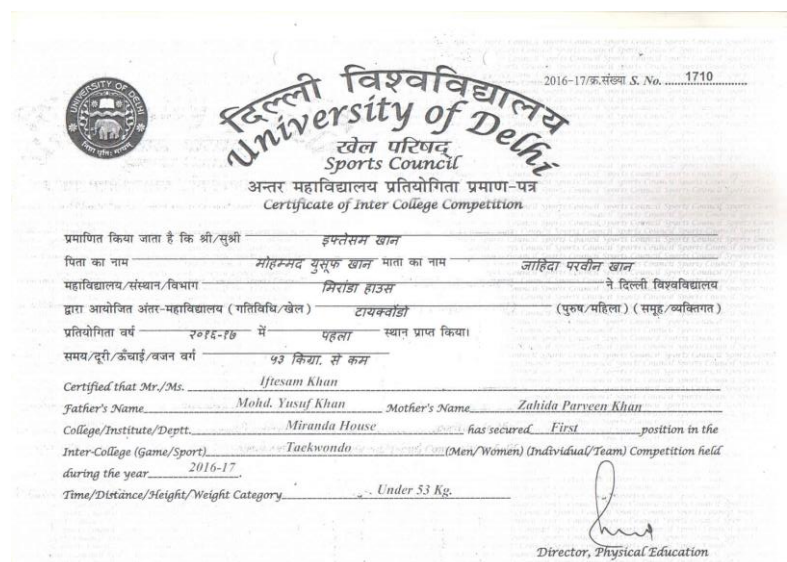 2016-17/क्र.संख्या S. No. 1710
UNIVERSITY OF DELHI
दिल्ली विश्वविद्यालय
University of Delhi
खेल परिषद्
Sports Council
अन्तर महाविद्यालय प्रतियोगिता प्रमाण-पत्र
Certificate of Inter College Competition
प्रमाणित किया जाता है कि श्री/सुश्री इफ्तेसम खान
पिता का नाम मोहम्मद युसूफ खान माता का नाम जाहिदा परवीन खान
महाविद्यालय/संस्थान/विभाग मिरांडा हाउस ने दिल्ली विश्वविद्यालय
द्वारा आयोजित अंतर-महाविद्यालय (गतिविधि/खेल) टायक्वोंडो (पुरुष/महिला) (समूह/व्यक्तिगत)
प्रतियोगिता वर्ष २०१६-१७ में पहला स्थान प्राप्त किया।
समय/दूरी/ऊँचाई/वजन वर्ग ५३ किग्रा. से कम
Certified that Mr./Ms. Iftesam Khan
Father's Name Mohd. Yusuf Khan Mother's Name Zahida Parveen Khan
College/Institute/Deptt. Miranda House has secured First position in the
Inter-College (Game/Sport) Taekwondo (Men/Women) (Individual/Team) Competition held
during the year 2016-17.
Time/Distance/Height/Weight Category Under 53 Kg.
Director, Physical Education